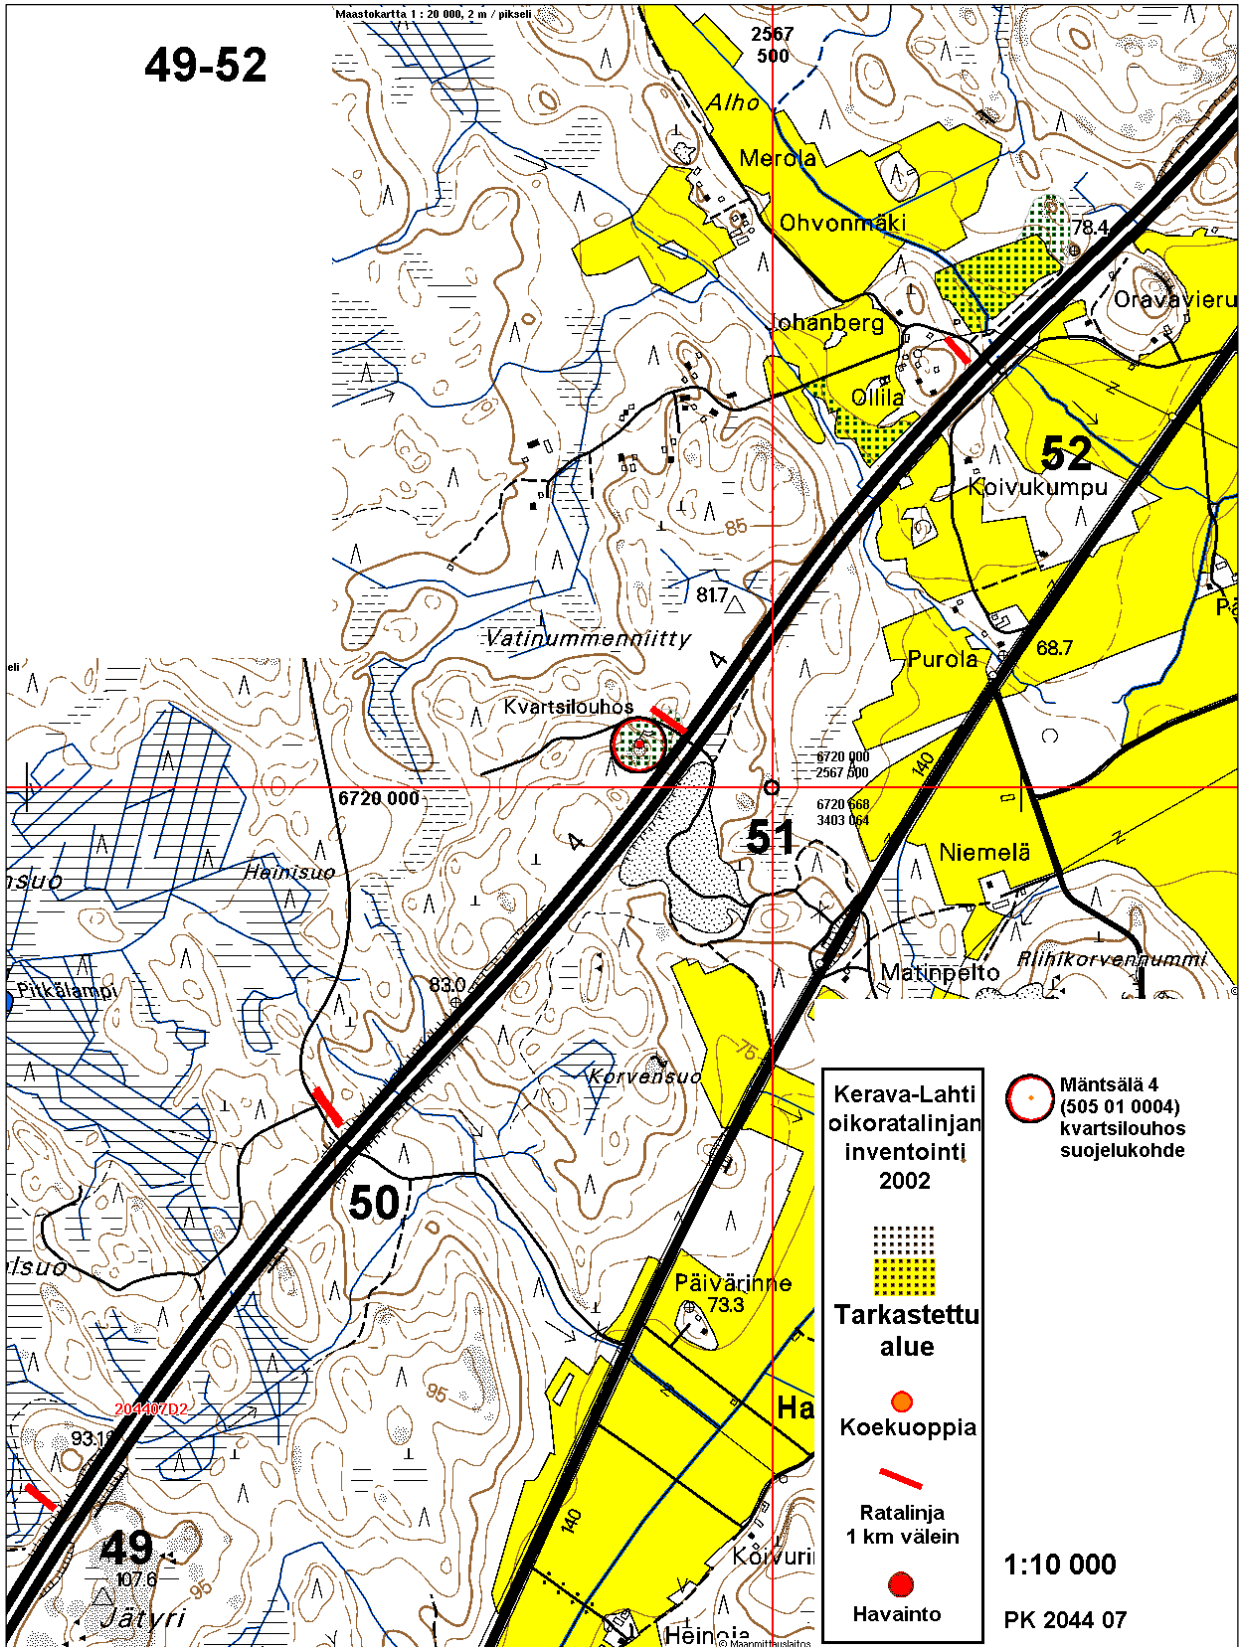 Maastokartta 1 : 20 000, 2 m / pikseli
49-52
2567
500
Alho
Merola
Ohvonmäki
78.4
Oravavieru
Johanberg
Ollila
52
Koivukumpu
85
81.7
Vatinummenniitty
4
Purola
68.7
eli
Kvartsilouhos
6720 000
2567 500
140
6720 000
6720 668
3403 064
51
4
Niemelä
nsuo
Heinisuo
Matinpelto
Riihikorvennummi
Pitkälampi
83.0
75
Korvensuo
Kerava-Lahti
oikoratalinjan
inventointi
2002
Mäntsälä 4
(505 01 0004)
kvartsilouhos
suojelukohde
50
Päivärinne
73.3
Tarkastettu
alue
95
Ha
204407D2
93.1
Koekuoppia
Ratalinja
1 km välein
140
49
107.6
95
Jätyri
Koivuri
Heinoja
© Maanmittauslaitos
Havainto
1:10 000
PK 2044 07